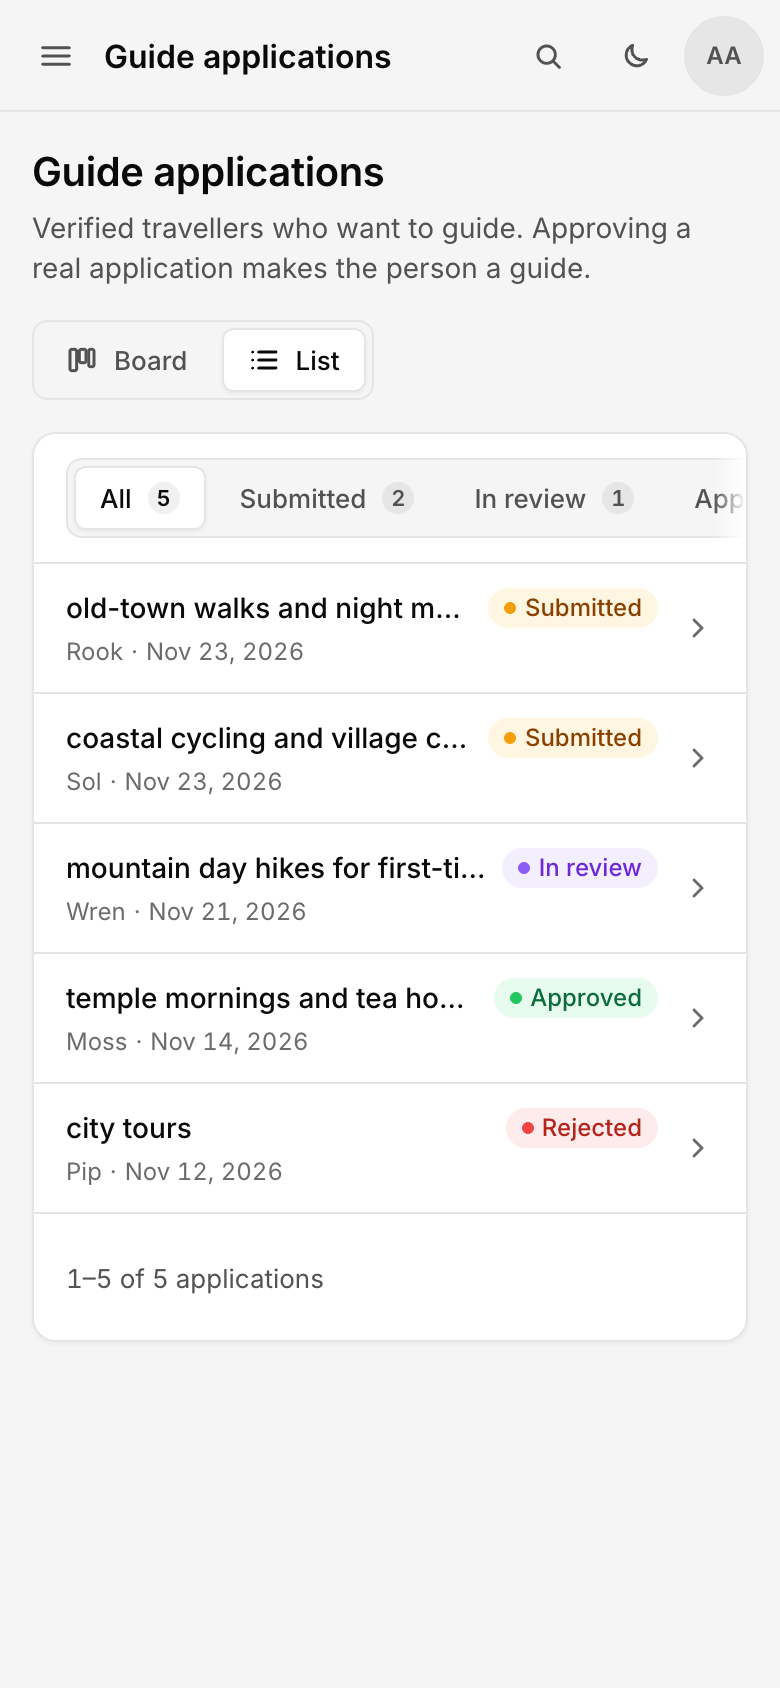 Guide applications
AA
Guide applications
Verified travellers who want to guide. Approving a
real application makes the person a guide.
Board List
All 5 Submitted 2 In review 1 App
old-town walks and night m... Submitted
Rook · Nov 23, 2026
coastal cycling and village c... Submitted
Sol · Nov 23, 2026
mountain day hikes for first-ti... In review
Wren · Nov 21, 2026
temple mornings and tea ho... Approved
Moss · Nov 14, 2026
city tours Rejected
Pip · Nov 12, 2026
1–5 of 5 applications